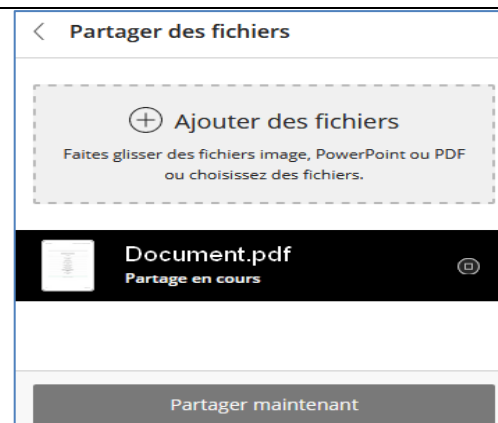 Partager des fichiers
Ajouter des fichiers
Faites glisser des fichiers image, PowerPoint ou PDF
ou choisissez des fichiers.
Document.pdf
Partage en cours
Partager maintenant